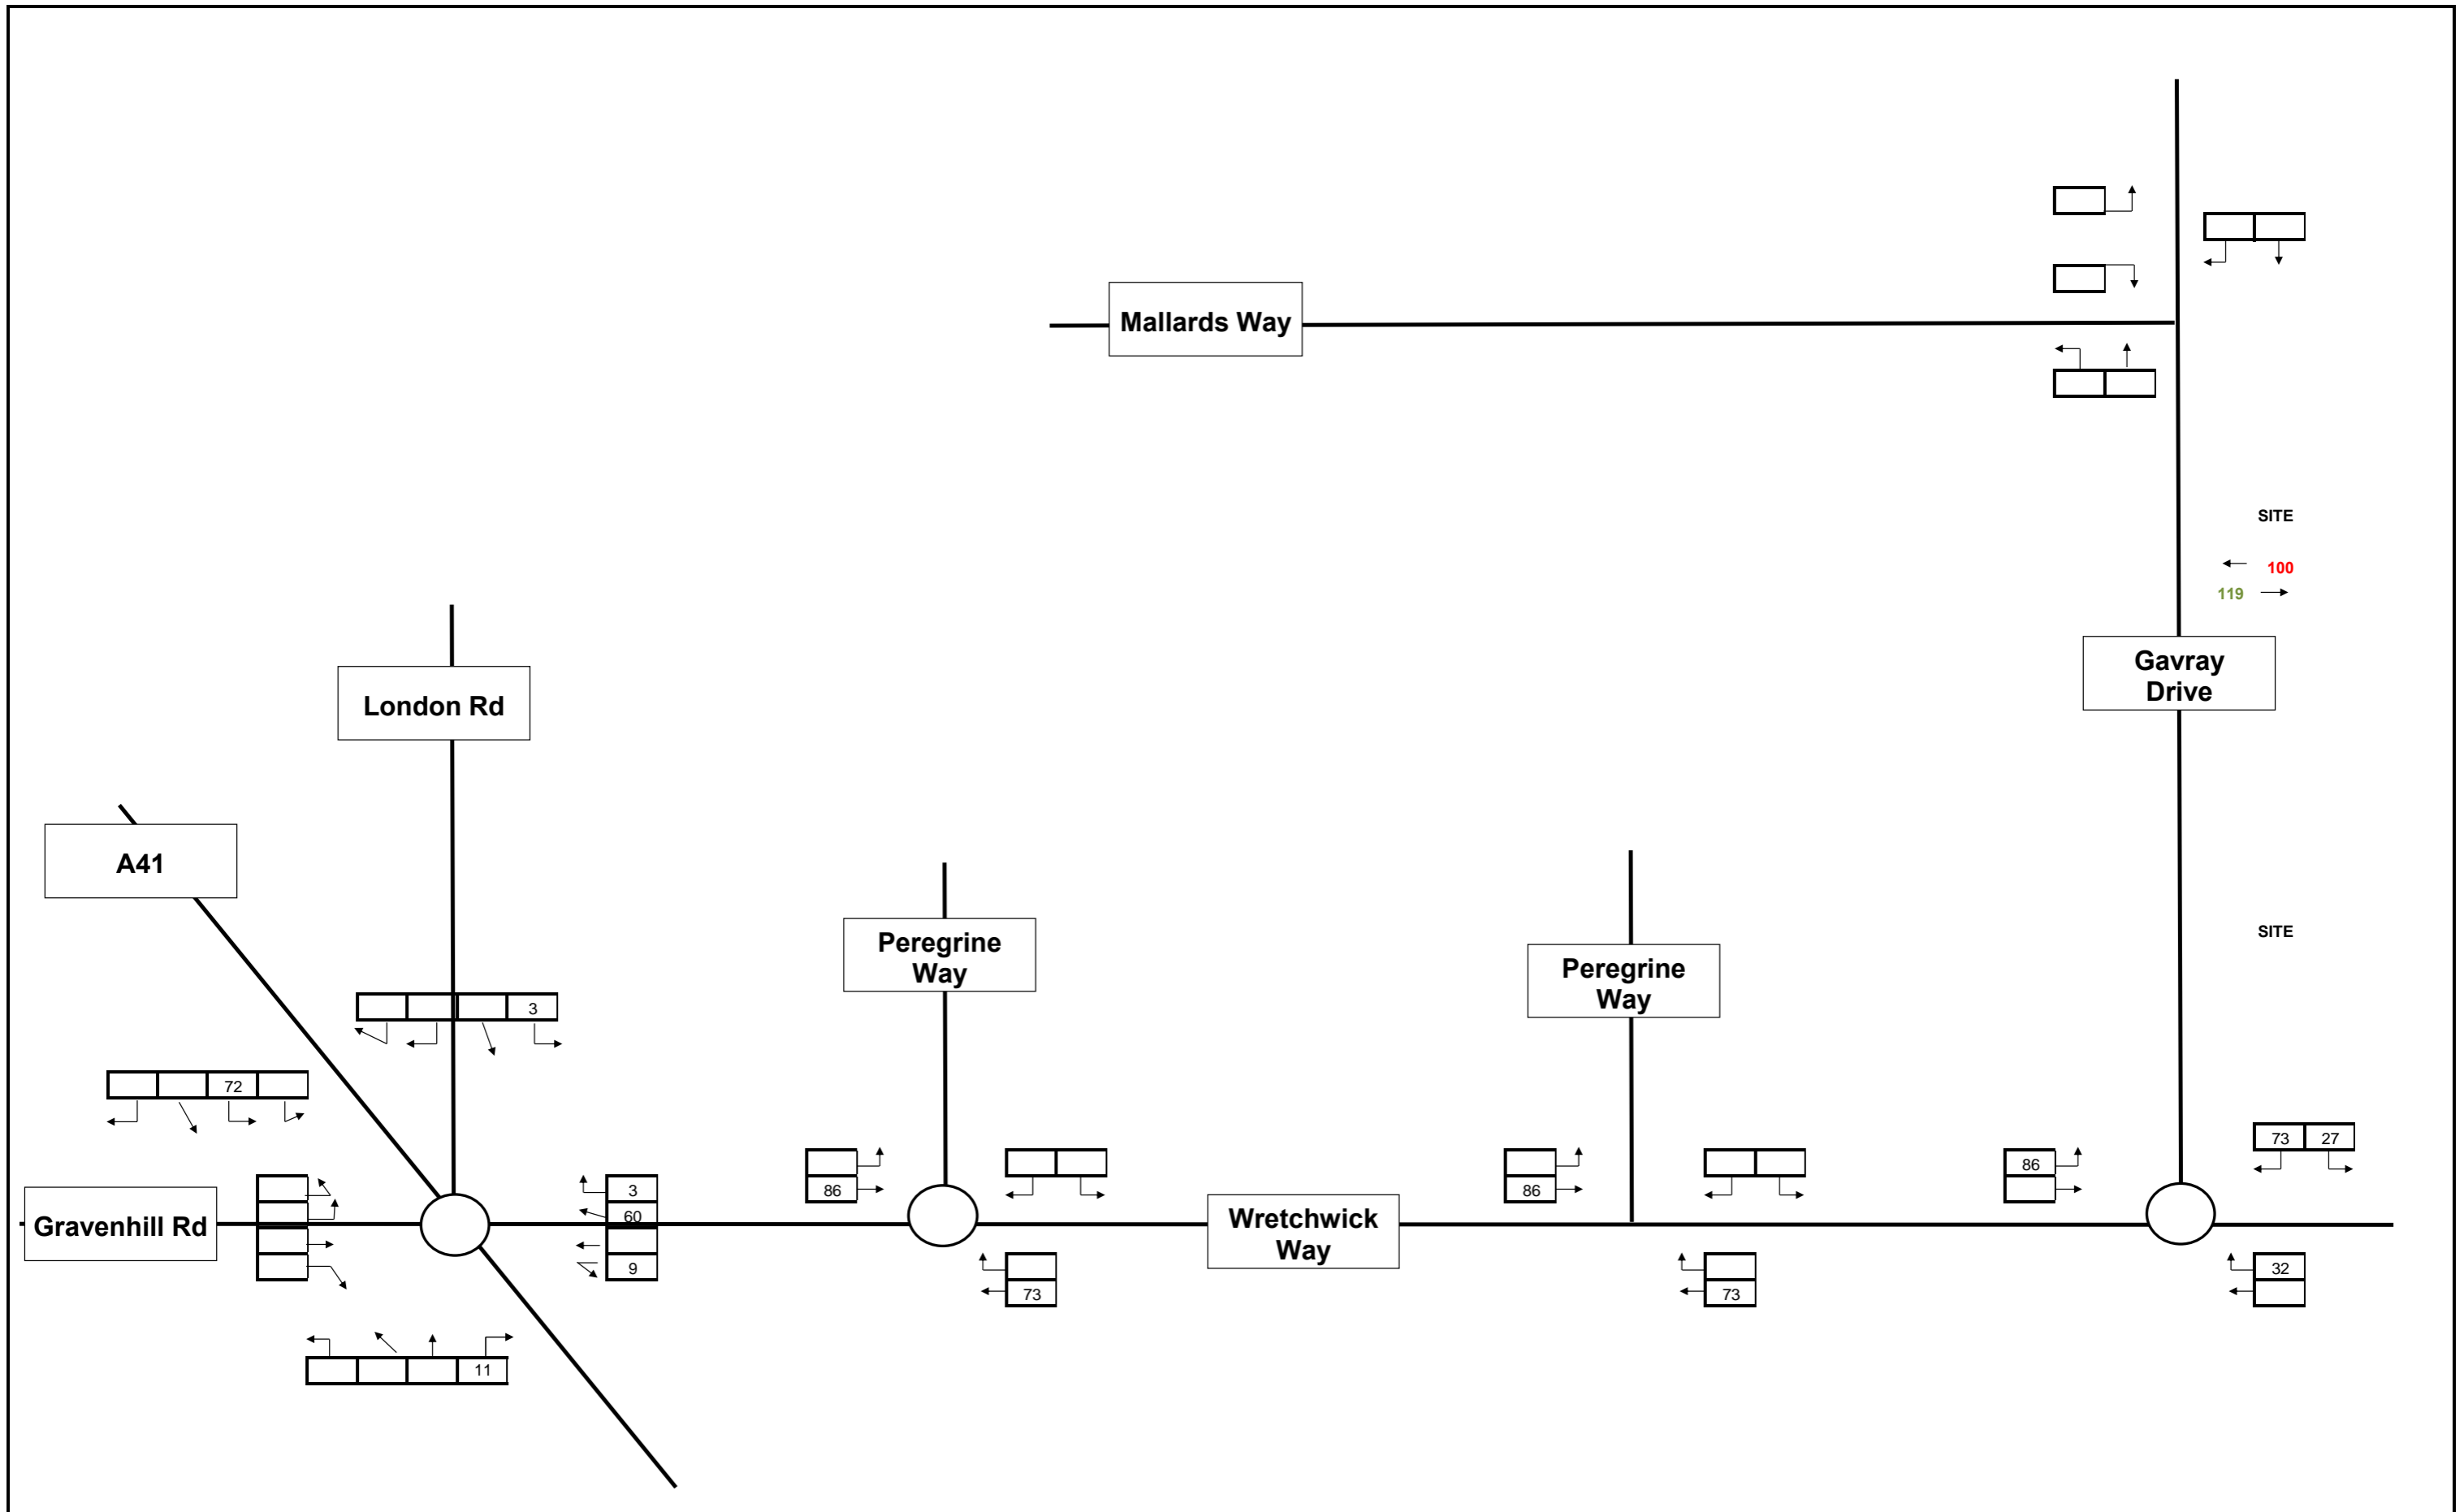 Mallards Way
SITE
100
119
Gavray
Drive
London Rd
A41
Peregrine
Way
Peregrine
Way
SITE
3
72
73 27
86
86
86
3
60
9
Gravenhill Rd
Wretchwick
Way
73
73
32
11